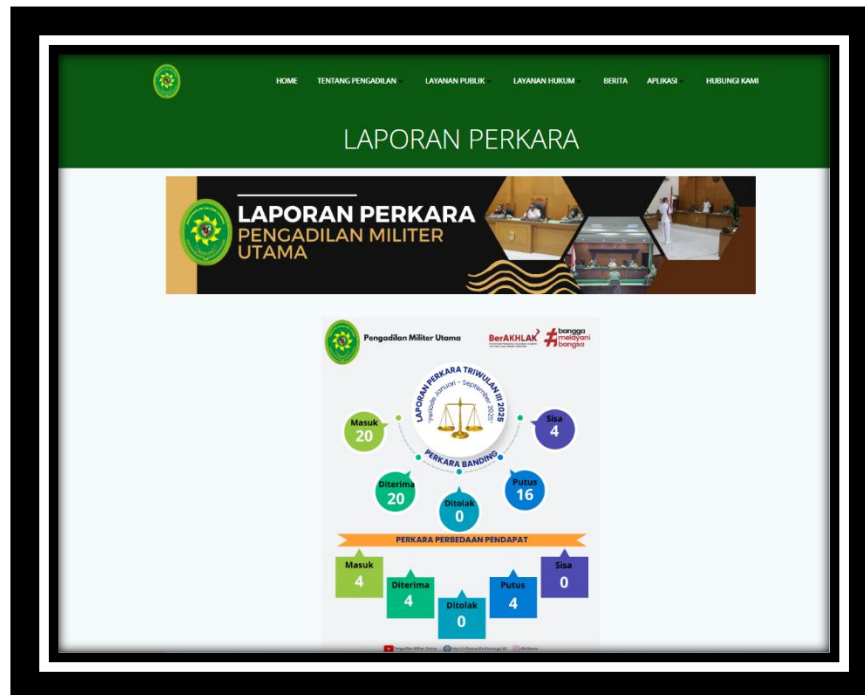 HOME TENTANG PENGADILAN LAYANAN PUBLIK LAYANAN HUKUM BERITA APLIKASI HUBUNGI KAMI
LAPORAN PERKARA
LAPORAN PERKARA
PENGADILAN MILITER
UTAMA
Pengadilan Militer Utama
BerAKHLAK
#bangga
melayani
bangsa
LAPORAN PERKARA TRIWULAN III 2025
"Periode Januari - September 2025"
PERKARA BANDING
Masuk
20
Diterima
20
Ditolak
0
Putus
16
Sisa
4
PERKARA PERBEDAAN PENDAPAT
Masuk
4
Diterima
4
Ditolak
0
Putus
4
Sisa
0
Pengadilan Militer Utama